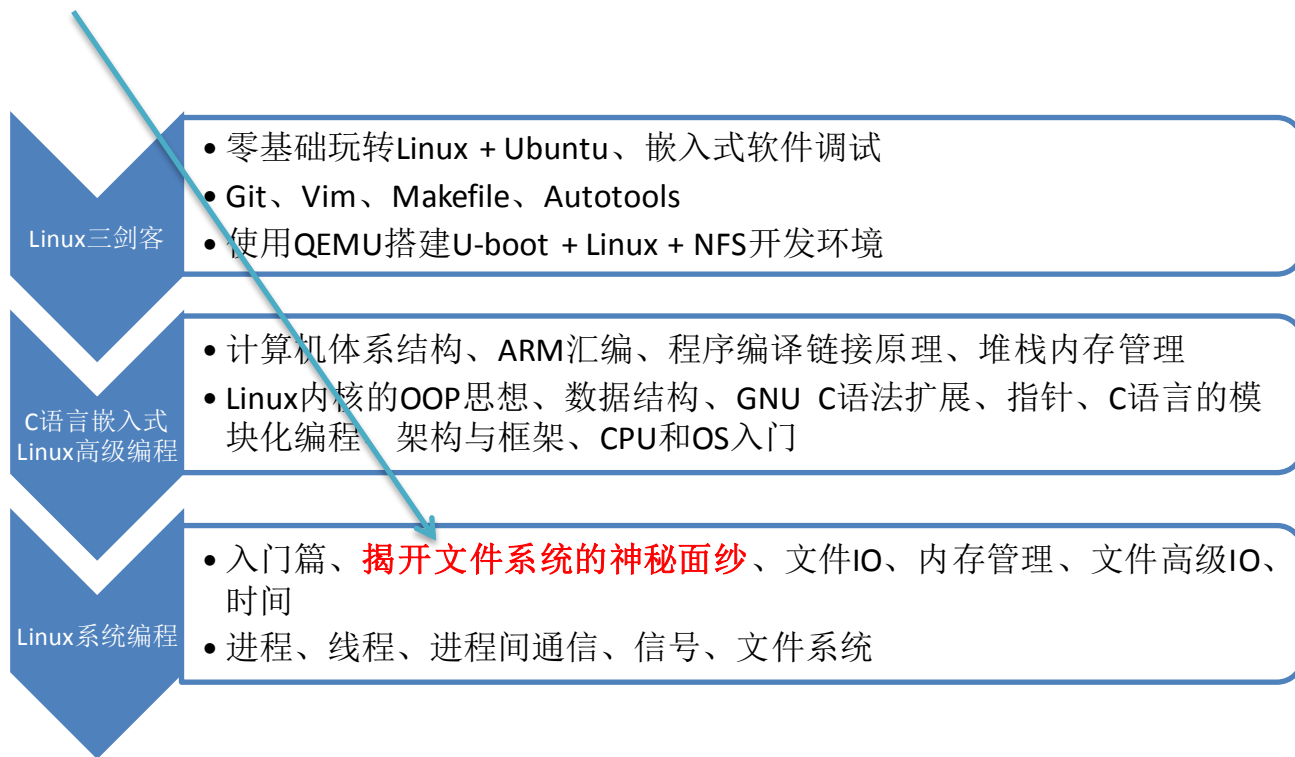 Linux三剑客
• 零基础玩转Linux + Ubuntu、嵌入式软件调试
• Git、Vim、Makefile、Autotools
• 使用QEMU搭建U-boot + Linux + NFS开发环境
C语言嵌入式
Linux高级编程
• 计算机体系结构、ARM汇编、程序编译链接原理、堆栈内存管理
• Linux内核的OOP思想、数据结构、GNU C语法扩展、指针、C语言的模
块化编程、架构与框架、CPU和OS入门
Linux系统编程
• 入门篇、揭开文件系统的神秘面纱、文件IO、内存管理、文件高级IO、
时间
• 进程、线程、进程间通信、信号、文件系统